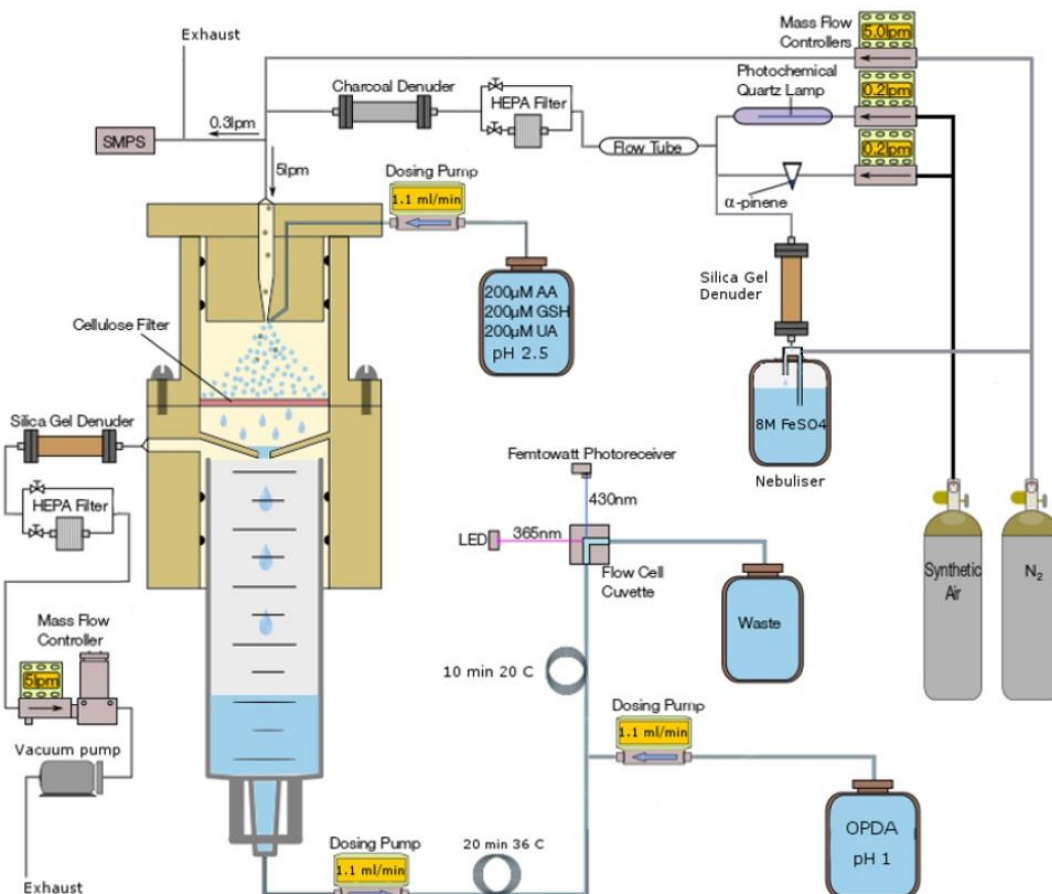 Exhaust
Mass Flow
Controllers
5.0lpm
Photochemical
Quartz Lamp
0.2lpm
0.2lpm
Charcoal Denuder
HEPA Filter
Flow Tube
SMPS
0.3lpm
5lpm
Dosing Pump
1.1 ml/min
α-pinene
Silica Gel
Denuder
200μM AA
200μM GSH
200μM UA
pH 2.5
Cellulose Filter
8M FeSO4
Nebuliser
Silica Gel Denuder
HEPA Filter
Femtowatt Photoreceiver
430nm
LED
365nm
Flow Cell
Cuvette
Synthetic
Air
N₂
Waste
Mass Flow
Controller
5lpm
10 min 20 C
Dosing Pump
1.1 ml/min
Vacuum pump
OPDA
pH 1
Dosing Pump
1.1 ml/min
20 min 36 C
Exhaust